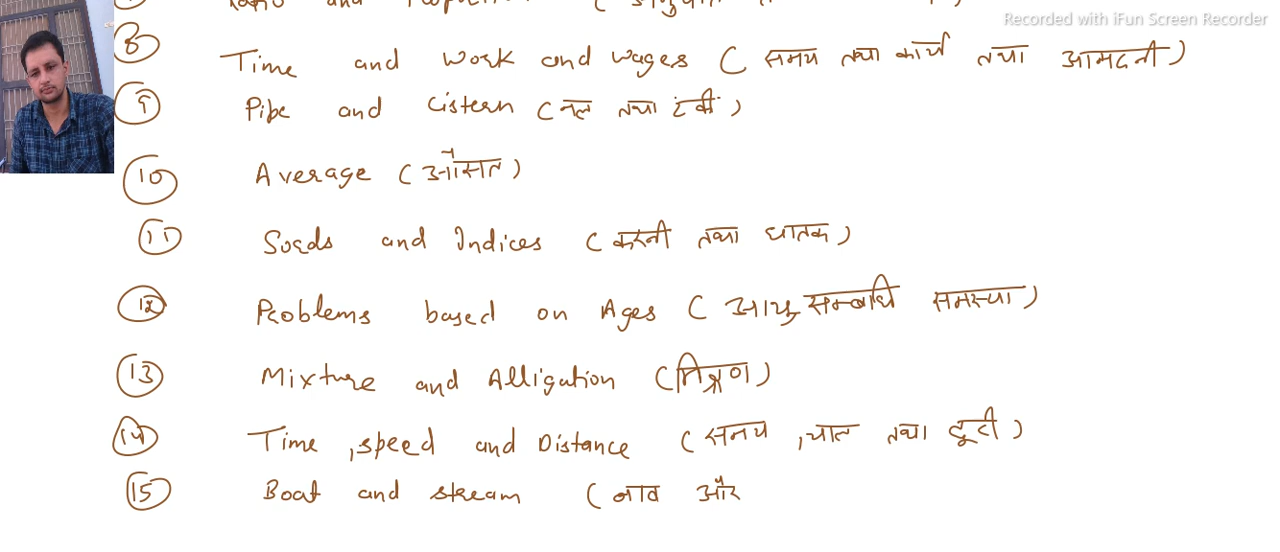 and
Recorded with iFun Screen Recorder
8 Time and work and wages ( समय तथा कार्य तथा आमदनी )
9 Pipe and Cistern ( नल तथा टंकी )
10 Average ( औसत )
11 Surds and Indices ( करनी तथा घातक )
12 Problems based on Ages ( आयु सम्बंधि समस्या )
13 Mixture and Alligation ( मिश्रण )
14 Time , speed and Distance ( समय , चाल तथा दूरी )
15 Boat and stream ( नाव और